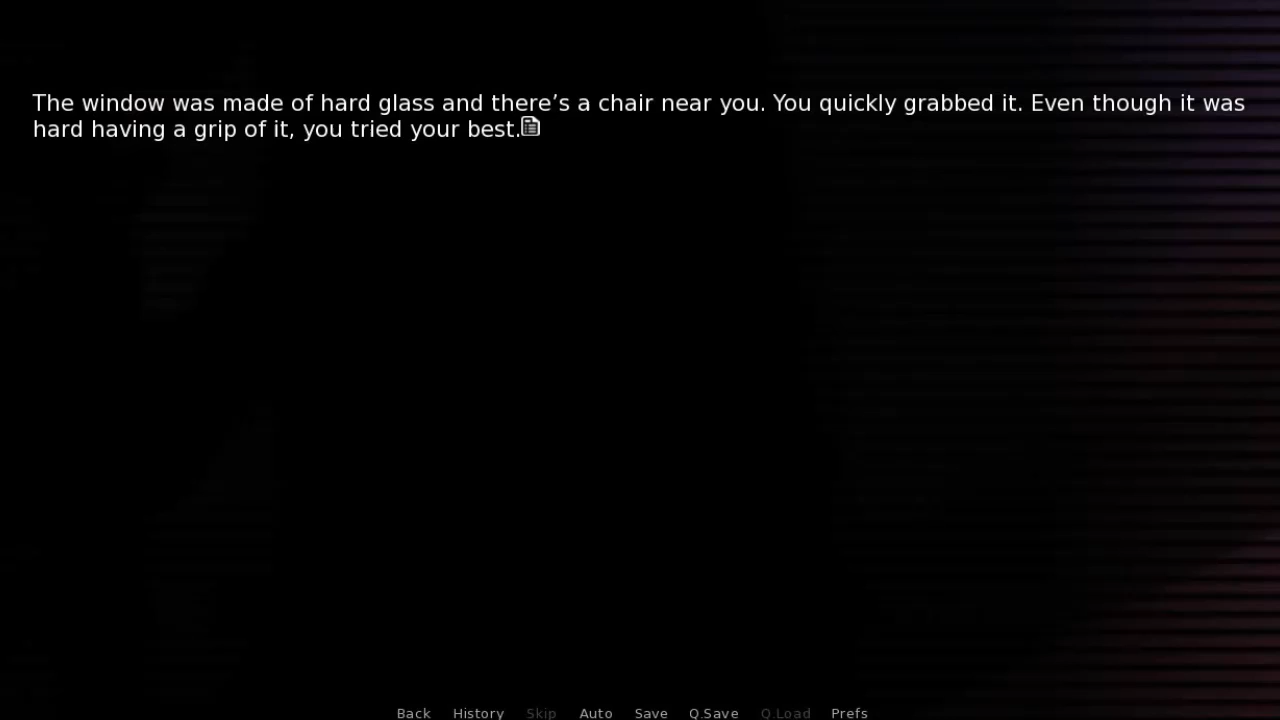 The window was made of hard glass and there’s a chair near you. You quickly grabbed it. Even though it was
hard having a grip of it, you tried your best.
Back History Skip Auto Save Q.Save Q.Load Prefs